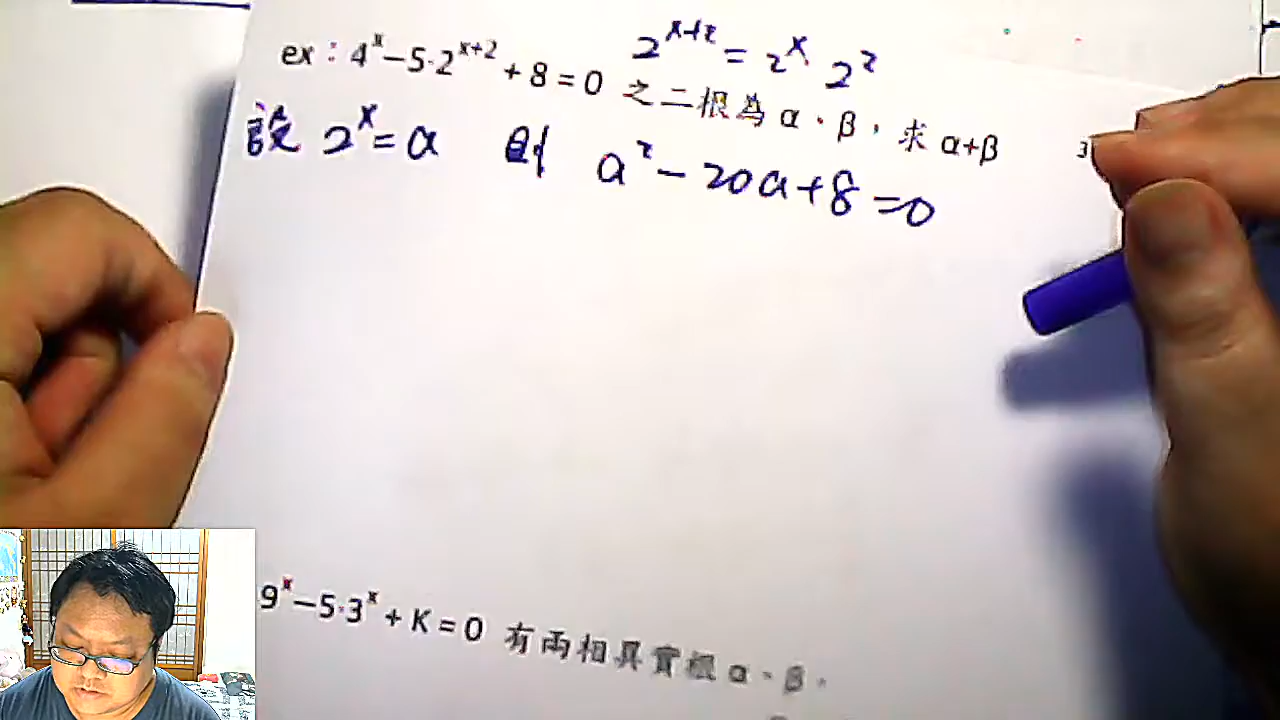 2^{x+2} = 2^x 2^2
ex：4^x−5·2^{x+2}+8=0 之二根為 α、β，求 α+β
設 2^x = a 則 a^2 − 20a + 8 = 0
9^x−5·3^x+K=0 有兩相異實根 α、β，